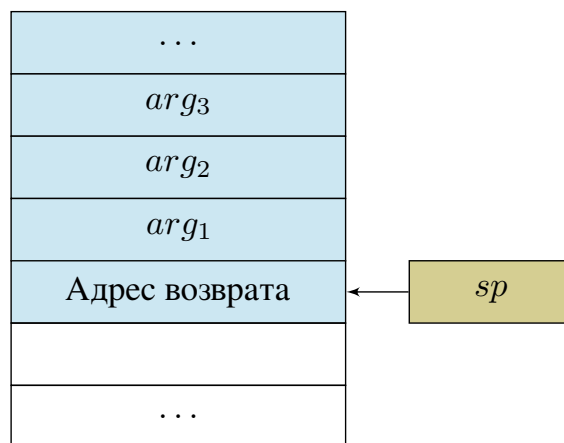 ...
arg₃
arg₂
arg₁
Адрес возврата
sp
...